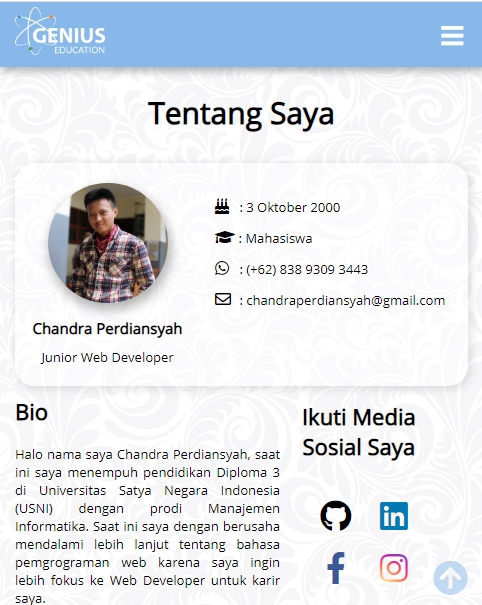 GENIUS
EDUCATION
Tentang Saya
: 3 Oktober 2000
: Mahasiswa
: (+62) 838 9309 3443
: chandraperdiansyah@gmail.com
Chandra Perdiansyah
Junior Web Developer
Bio
Halo nama saya Chandra Perdiansyah, saat
ini saya menempuh pendidikan Diploma 3
di Universitas Satya Negara Indonesia
(USNI) dengan prodi Manajemen
Informatika. Saat ini saya dengan berusaha
mendalami lebih lanjut tentang bahasa
pemgrograman web karena saya ingin
lebih fokus ke Web Developer untuk karir
saya.
Ikuti Media
Sosial Saya